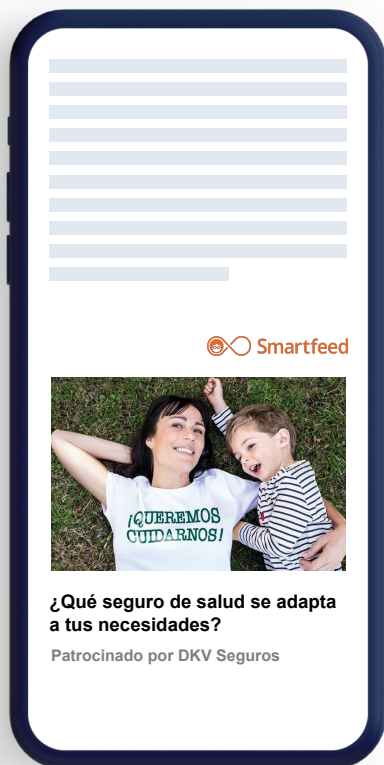 Smartfeed
¡QUEREMOS
CUIDARNOS!
¿Qué seguro de salud se adapta
a tus necesidades?
Patrocinado por DKV Seguros